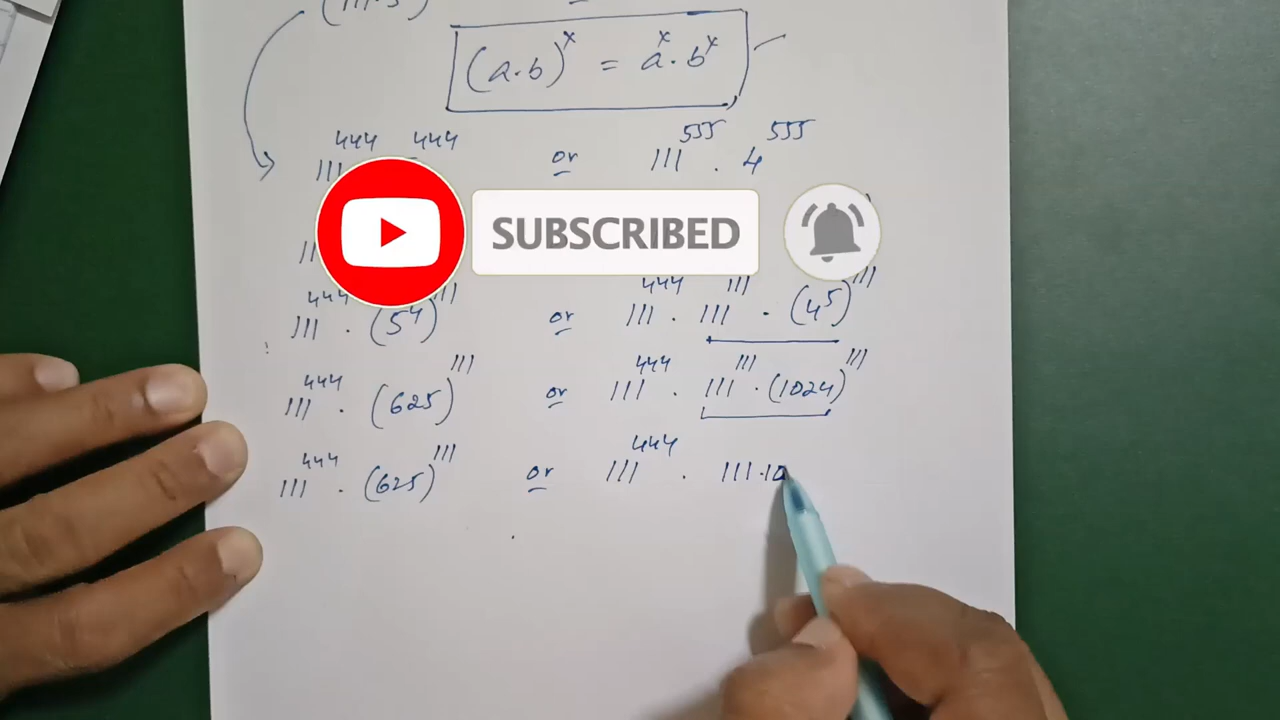 (111·5)
(a·b)^x = a^x · b^x
111^444 ^444 or 111^555 . 4^555
SUBSCRIBED
111^444 · (5^4)^111 or 111^444 · 111^111 · (4^5)^111
111^444 · (625)^111 or 111^444 · 111^111 · (1024)^111
111^444 · (625)^111 or 111^444 · 111·10